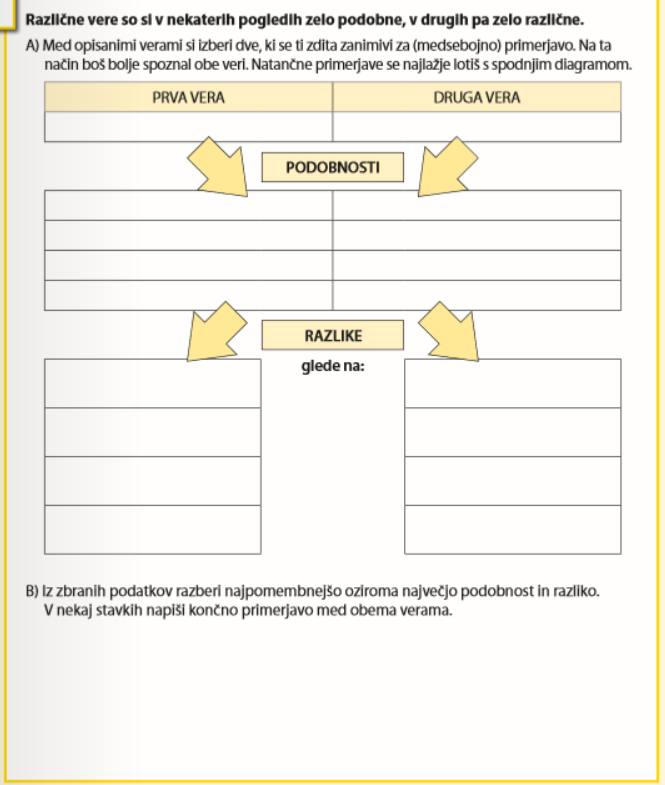 Različne vere so si v nekaterih pogledih zelo podobne, v drugih pa zelo različne.
A) Med opisanimi verami si izberi dve, ki se ti zdita zanimivi za (medsebojno) primerjavo. Na ta
način boš bolje spoznal obe veri. Natančne primerjave se najlažje lotiš s spodnjim diagramom.
PRVA VERA DRUGA VERA
PODOBNOSTI
RAZLIKE
glede na:
B) Iz zbranih podatkov razberi najpomembnejšo oziroma največjo podobnost in razliko.
V nekaj stavkih napiši končno primerjavo med obema verama.